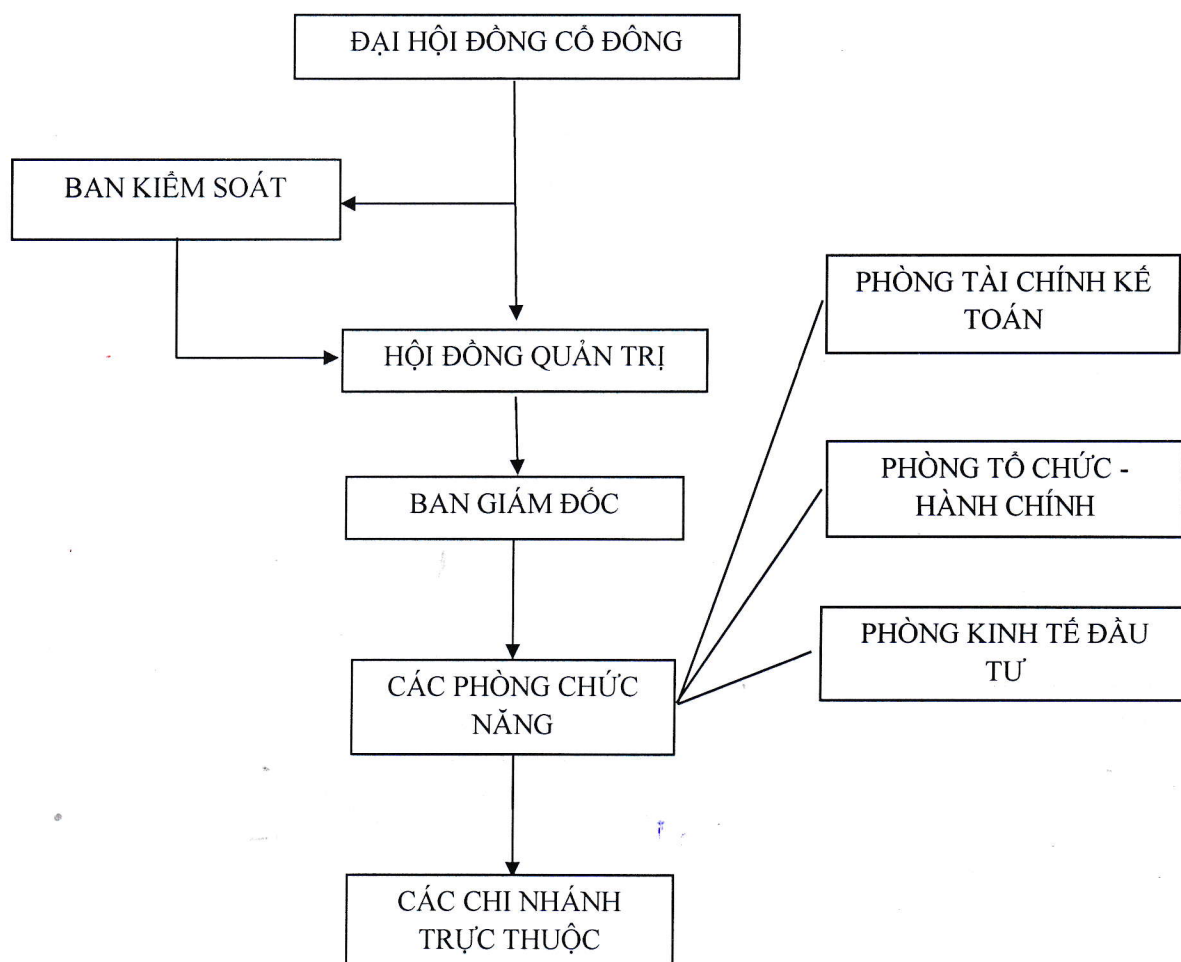 ĐẠI HỘI ĐỒNG CỔ ĐÔNG
BAN KIỂM SOÁT
PHÒNG TÀI CHÍNH KẾ
TOÁN
HỘI ĐỒNG QUẢN TRỊ
PHÒNG TỔ CHỨC -
HÀNH CHÍNH
BAN GIÁM ĐỐC
PHÒNG KINH TẾ ĐẦU
TƯ
CÁC PHÒNG CHỨC
NĂNG
CÁC CHI NHÁNH
TRỰC THUỘC